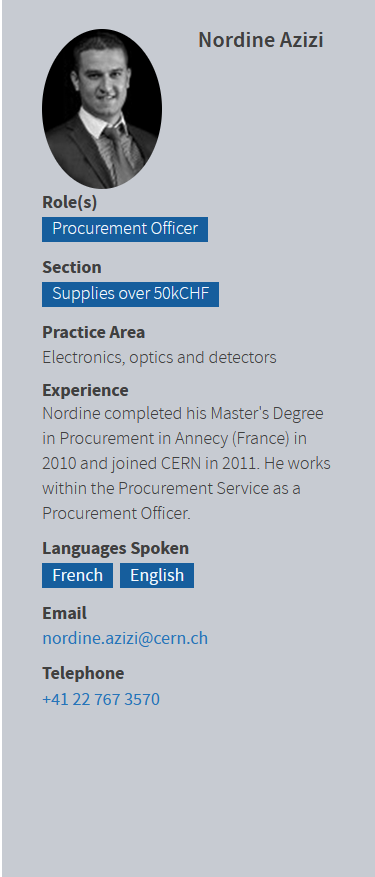 Nordine Azizi
Role(s)
Procurement Officer
Section
Supplies over 50kCHF
Practice Area
Electronics, optics and detectors
Experience
Nordine completed his Master's Degree
in Procurement in Annecy (France) in
2010 and joined CERN in 2011. He works
within the Procurement Service as a
Procurement Officer.
Languages Spoken
French English
Email
nordine.azizi@cern.ch
Telephone
+41 22 767 3570